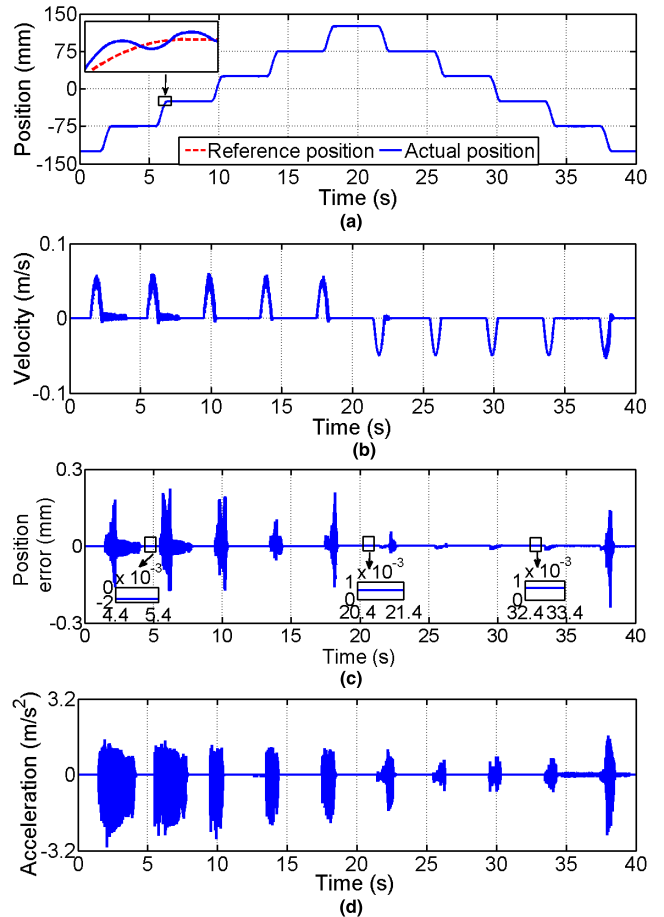 150
75
0
-75
-150
Position (mm)
Reference position
Actual position
0 5 10 15 20 25 30 35 40
Time (s)
(a)
0.1
0
-0.1
Velocity (m/s)
0 5 10 15 20 25 30 35 40
Time (s)
(b)
0.3
0
-0.3
Position
error (mm)
x 10⁻³
0
-2
4.4 5.4
x 10⁻³
1
0
20.4 21.4
x 10⁻³
1
0
32.4 33.4
0 5 10 15 20 25 30 35 40
Time (s)
(c)
3.2
0
-3.2
Acceleration (m/s²)
0 5 10 15 20 25 30 35 40
Time (s)
(d)